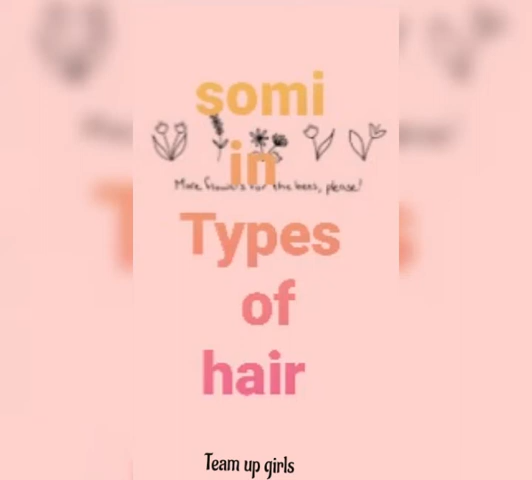 somi
in
More flowers for the bees, please!
Types
of
hair
Team up girls